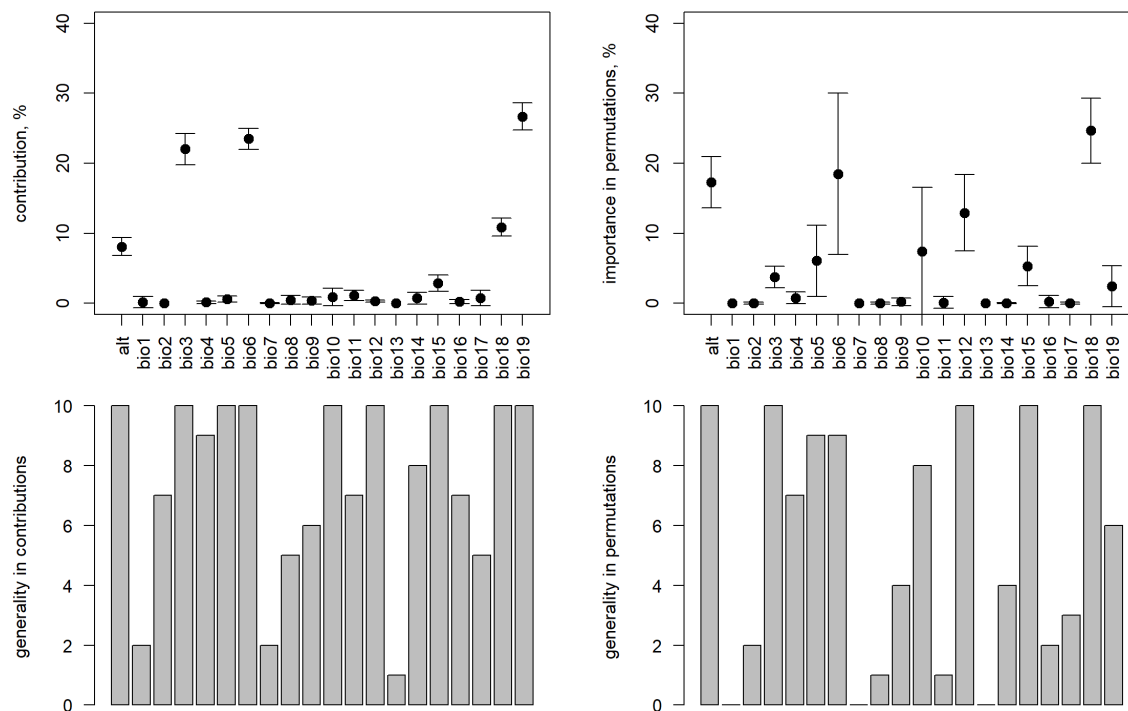 contribution, %
40
30
20
10
0
alt
bio1
bio2
bio3
bio4
bio5
bio6
bio7
bio8
bio9
bio10
bio11
bio12
bio13
bio14
bio15
bio16
bio17
bio18
bio19
importance in permutations, %
40
30
20
10
0
alt
bio1
bio2
bio3
bio4
bio5
bio6
bio7
bio8
bio9
bio10
bio11
bio12
bio13
bio14
bio15
bio16
bio17
bio18
bio19
generality in contributions
10
8
6
4
2
0
generality in permutations
10
8
6
4
2
0